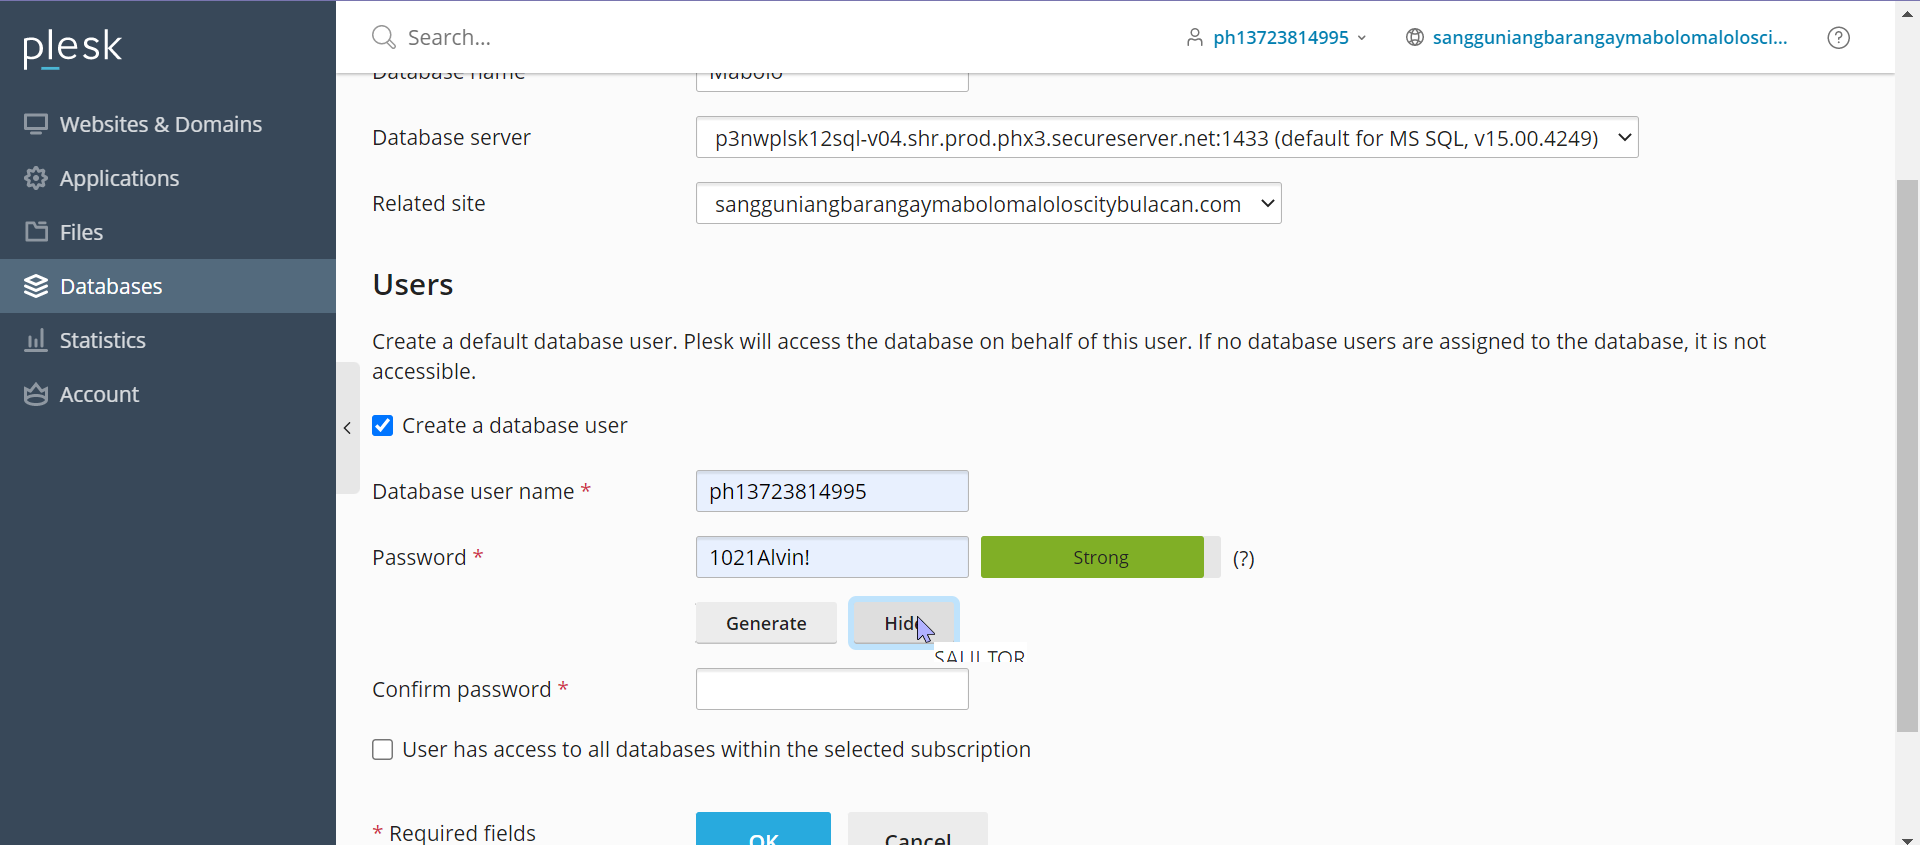 plesk
Search...
ph13723814995
sangguniangbarangaymabolomalolosci...
Websites & Domains
Applications
Files
Databases
Statistics
Account
Database name
Mabolo
Database server
p3nwplsk12sql-v04.shr.prod.phx3.secureserver.net:1433 (default for MS SQL, v15.00.4249)
Related site
sangguniangbarangaymabolomaloloscitybulacan.com
Users
Create a default database user. Plesk will access the database on behalf of this user. If no database users are assigned to the database, it is not
accessible.
Create a database user
Database user name *
ph13723814995
Password *
1021Alvin!
Strong
(?)
Generate
Hide
Confirm password *
User has access to all databases within the selected subscription
* Required fields
OK
Cancel